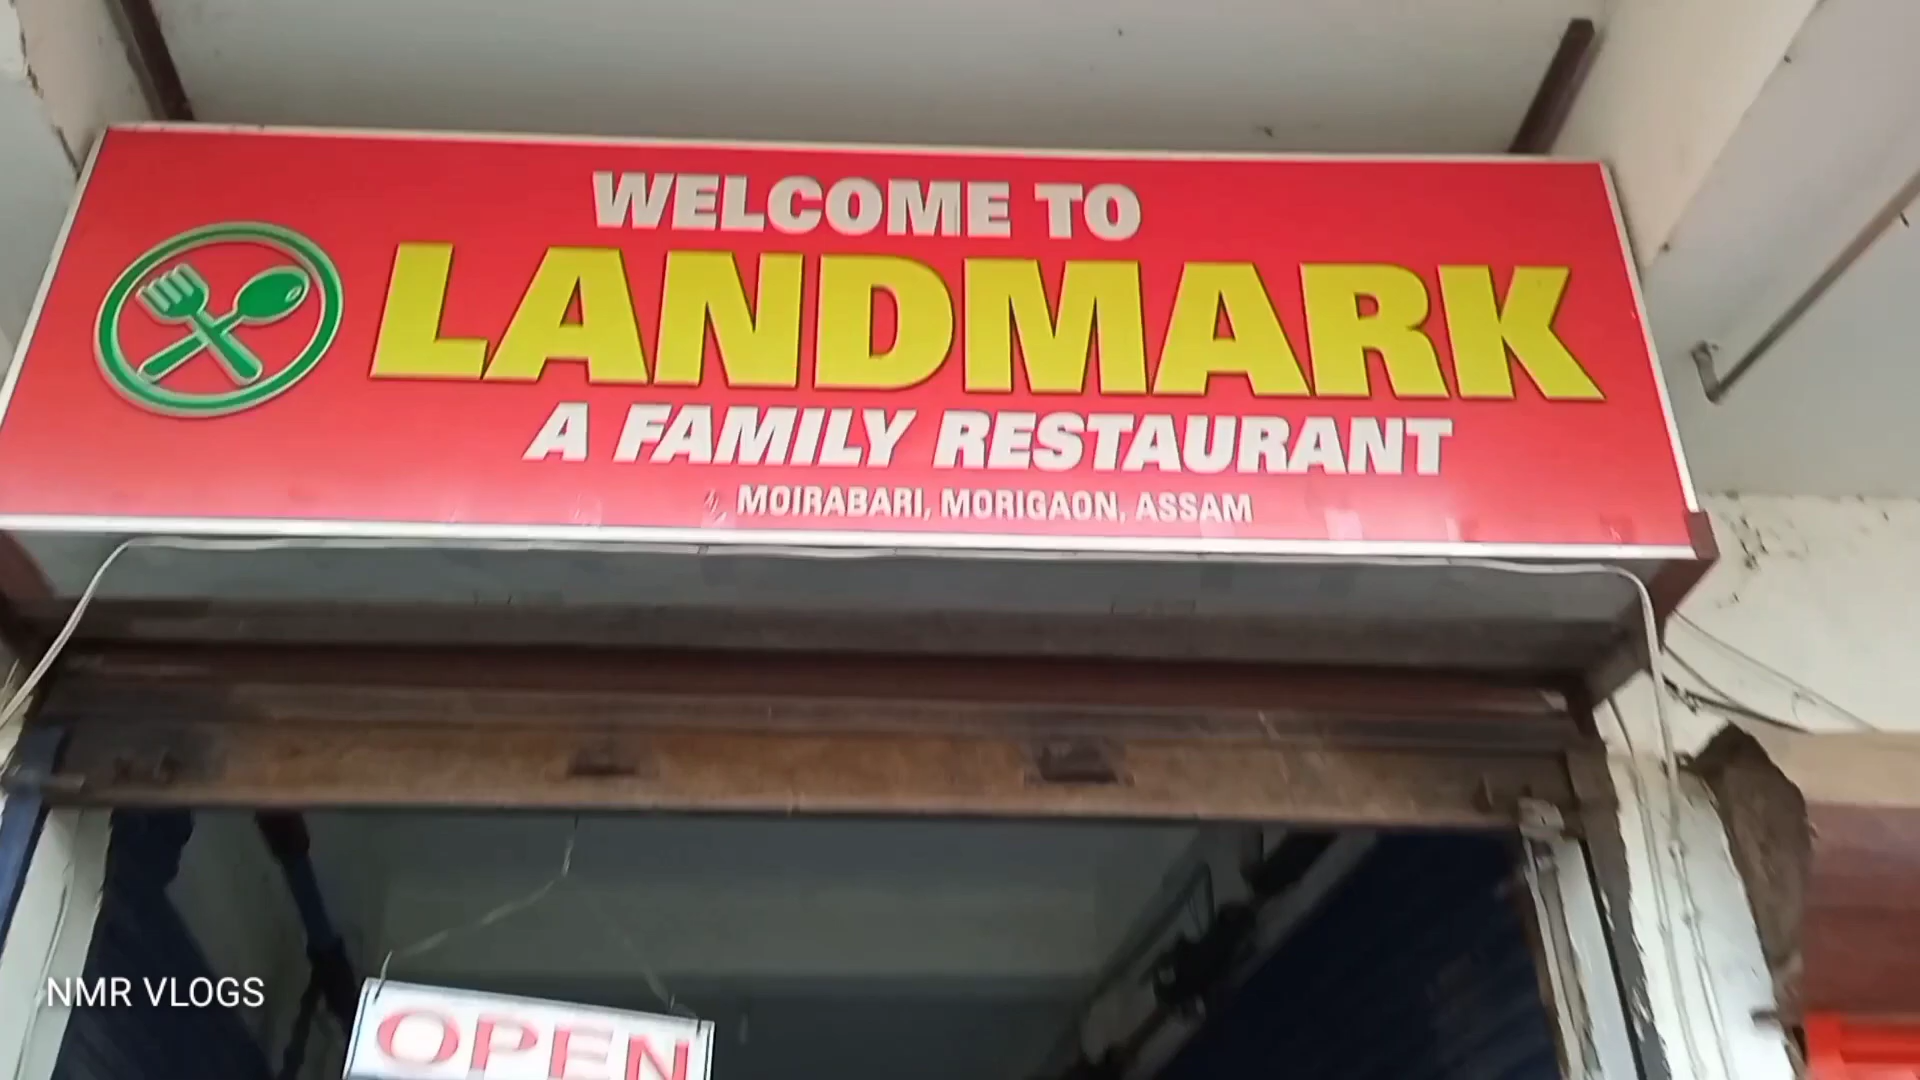 WELCOME TO
LANDMARK
A FAMILY RESTAURANT
MOIRABARI, MORIGAON, ASSAM
NMR VLOGS
OPEN